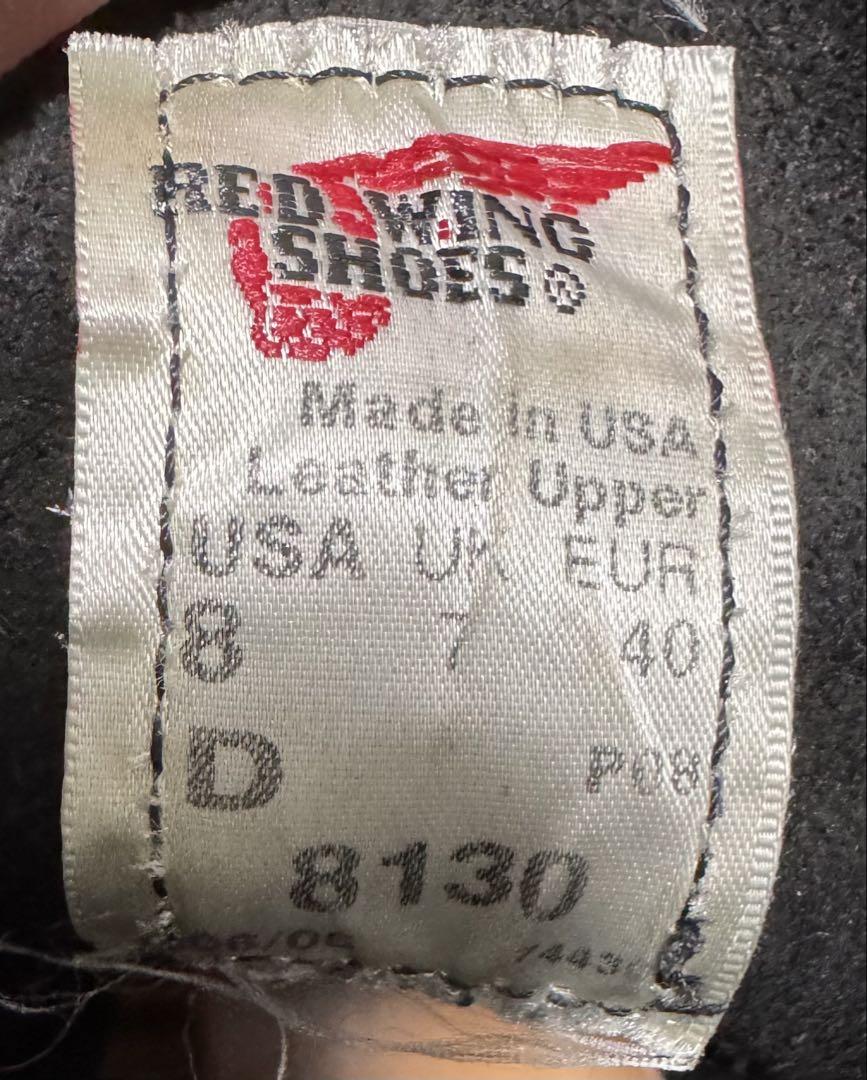 RED WING
SHOES®
Made in USA
Leather Upper
USA UK EUR
8 7 40
D P08
8130